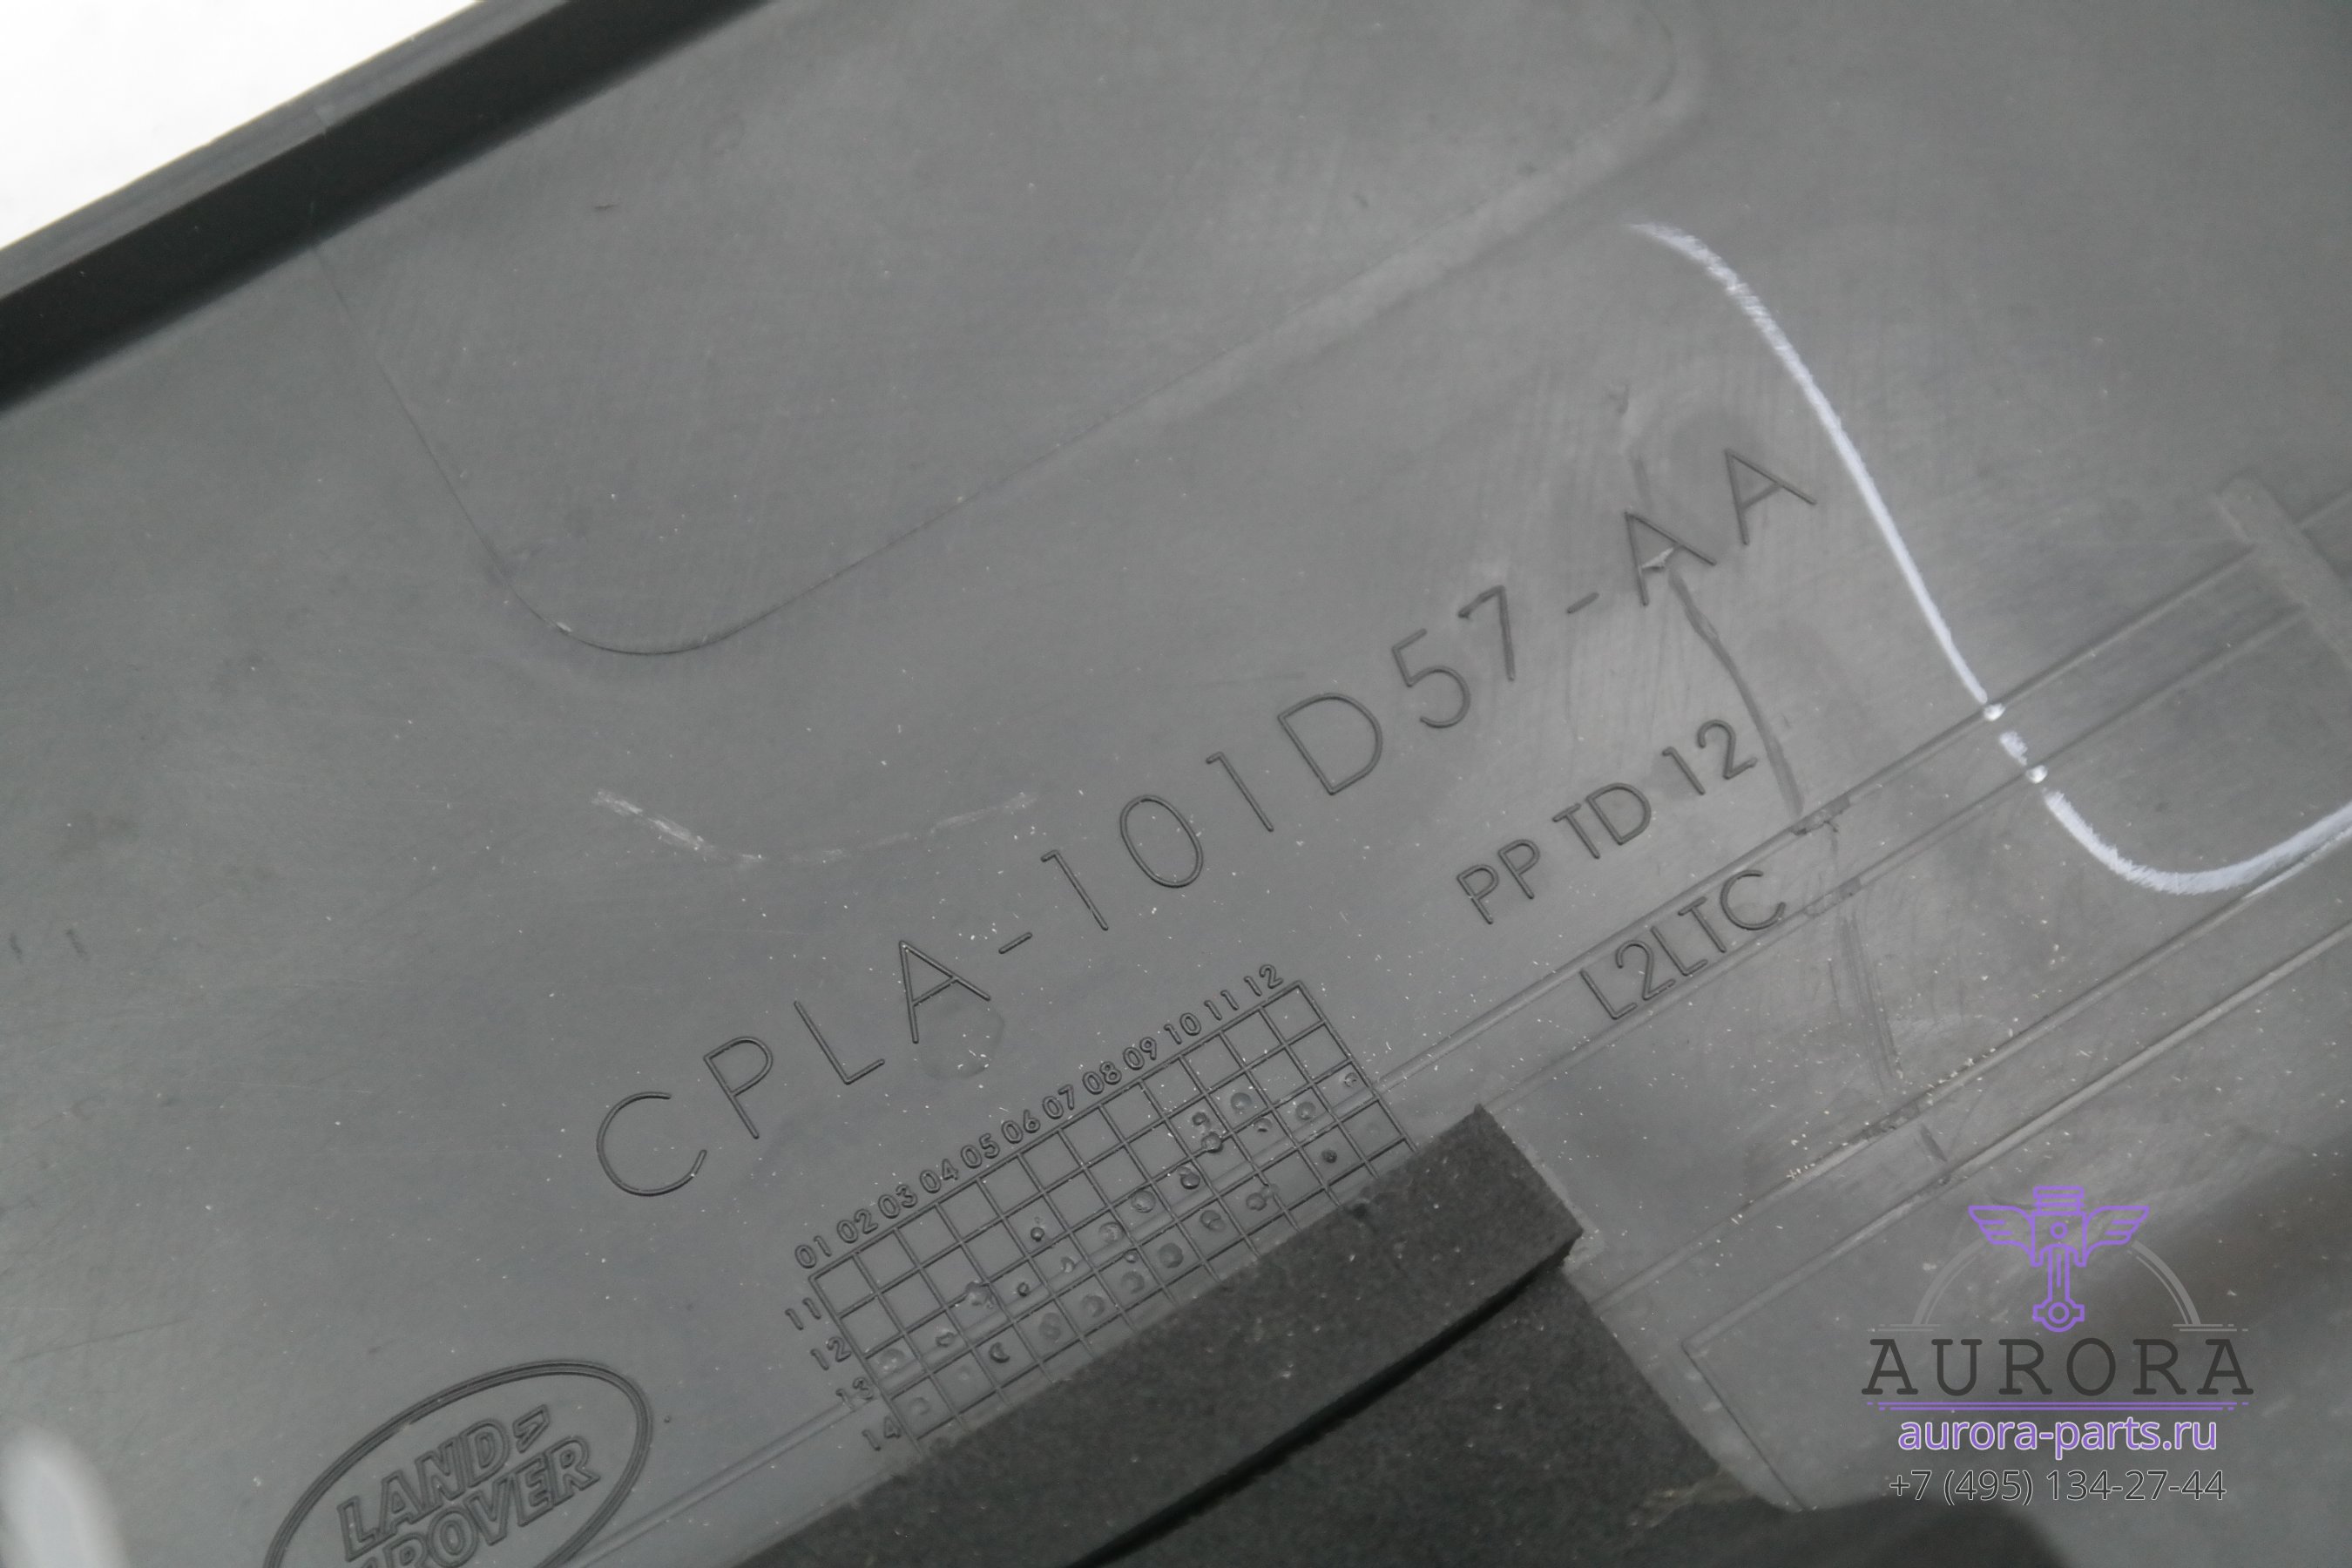 CPLA-101D57-AA
PP TD 12
L2LTC
01 02 03 04 05 06 07 08 09 10 11 12
11
12
13
14
LAND
ROVER
AURORA
aurora-parts.ru
+7 (495) 134-27-44